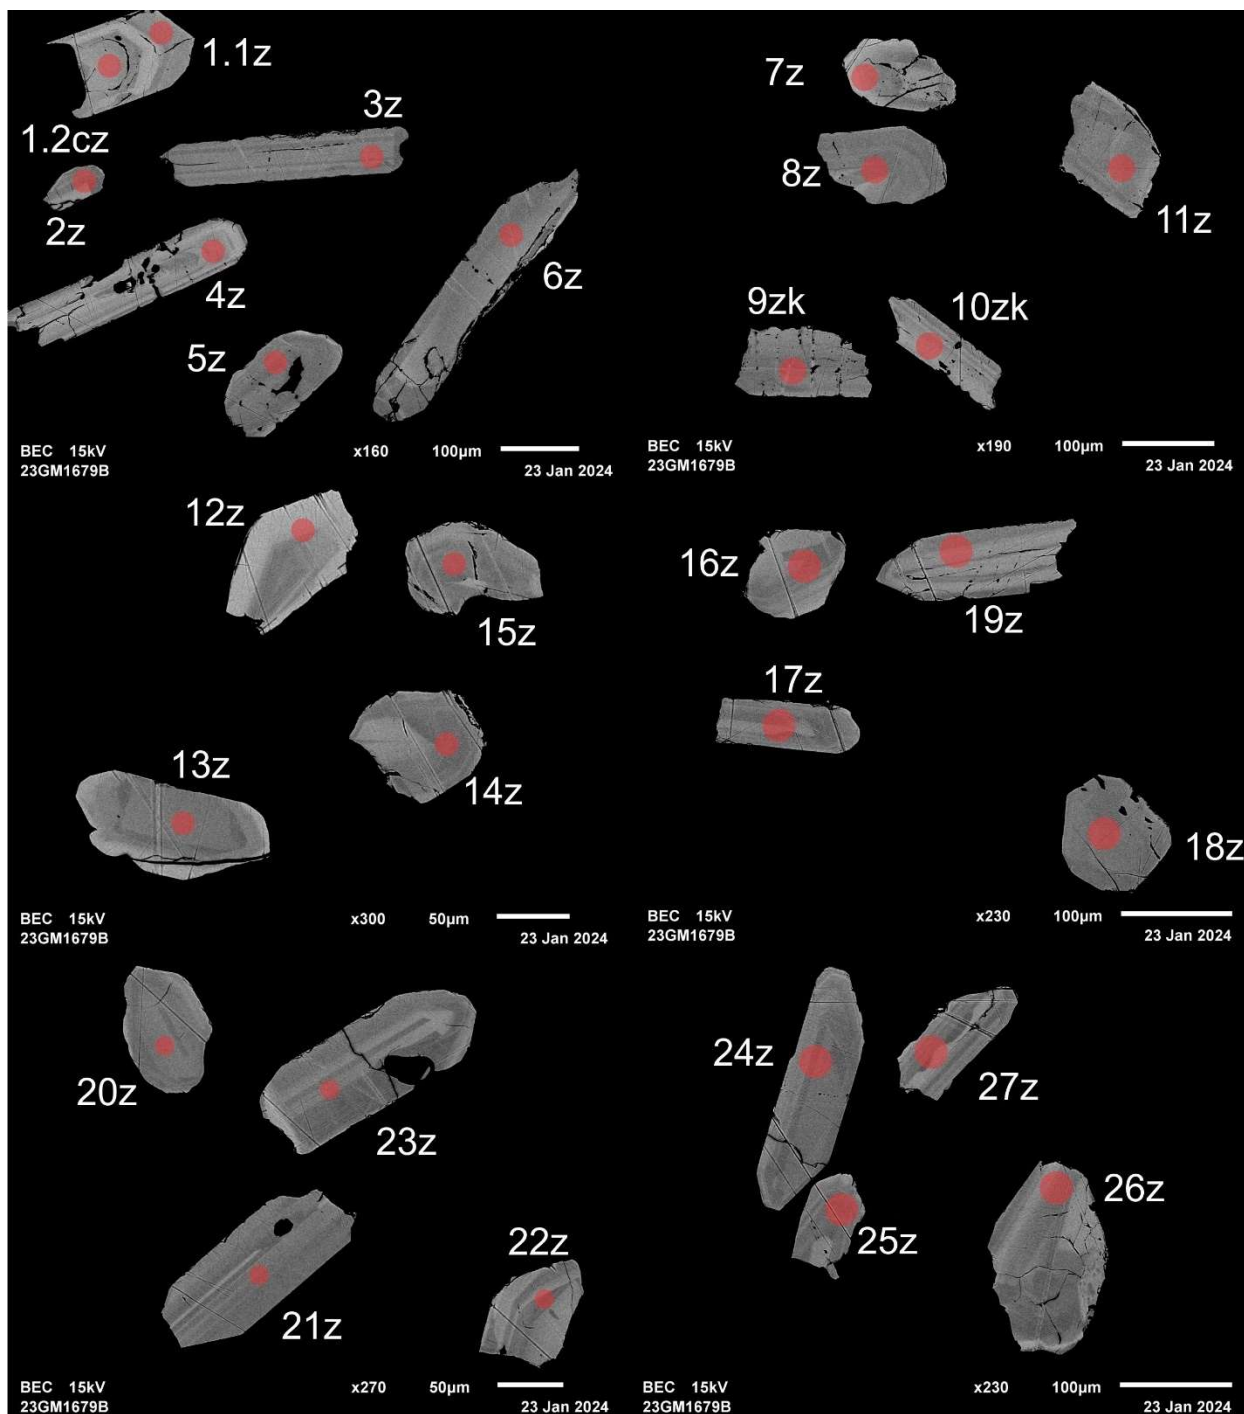 1.1z
3z
1.2cz
2z
4z
6z
5z
BEC 15kV x160 100µm
23GM1679B 23 Jan 2024
7z
8z
11z
9zk 10zk
BEC 15kV x190 100µm
23GM1679B 23 Jan 2024
12z
15z
13z
14z
BEC 15kV x300 50µm
23GM1679B 23 Jan 2024
16z
19z
17z
18z
BEC 15kV x230 100µm
23GM1679B 23 Jan 2024
20z
23z
22z
21z
BEC 15kV x270 50µm
23GM1679B 23 Jan 2024
24z
27z
26z
25z
BEC 15kV x230 100µm
23GM1679B 23 Jan 2024